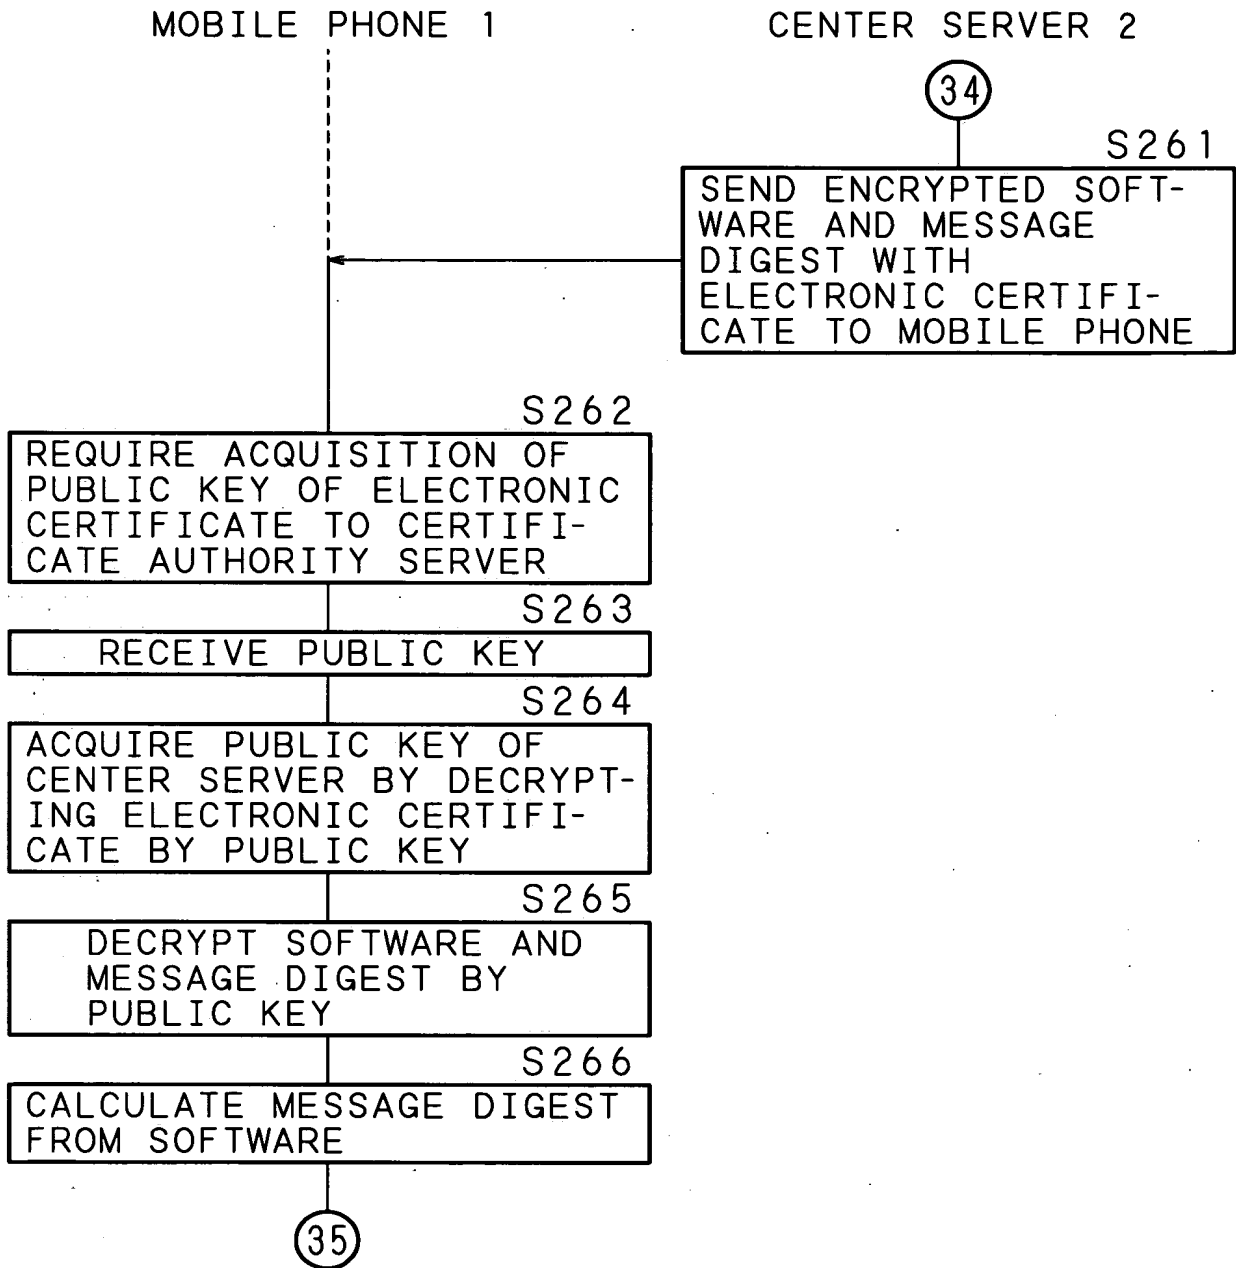 MOBILE PHONE 1
CENTER SERVER 2
34
S261
SEND ENCRYPTED SOFT-
WARE AND MESSAGE
DIGEST WITH
ELECTRONIC CERTIFI-
CATE TO MOBILE PHONE
S262
REQUIRE ACQUISITION OF
PUBLIC KEY OF ELECTRONIC
CERTIFICATE TO CERTIFI-
CATE AUTHORITY SERVER
S263
RECEIVE PUBLIC KEY
S264
ACQUIRE PUBLIC KEY OF
CENTER SERVER BY DECRYPT-
ING ELECTRONIC CERTIFI-
CATE BY PUBLIC KEY
S265
DECRYPT SOFTWARE AND
MESSAGE DIGEST BY
PUBLIC KEY
S266
CALCULATE MESSAGE DIGEST
FROM SOFTWARE
35